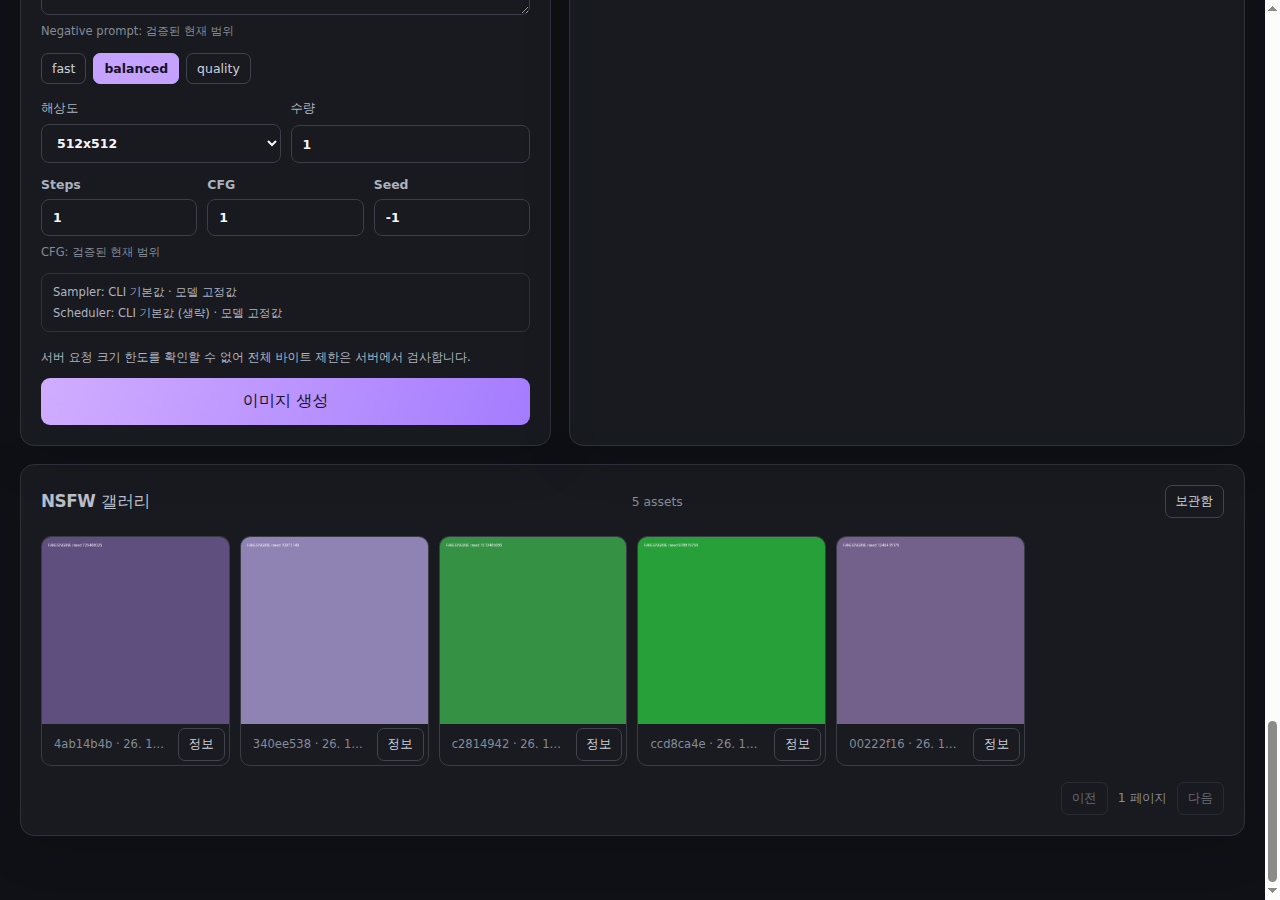 Negative prompt: 검증된 현재 범위
fast balanced quality
해상도 수량
512x512 1
Steps CFG Seed
1 1 -1
CFG: 검증된 현재 범위
Sampler: CLI 기본값 · 모델 고정값
Scheduler: CLI 기본값 (생략) · 모델 고정값
서버 요청 크기 한도를 확인할 수 없어 전체 바이트 제한은 서버에서 검사합니다.
이미지 생성
NSFW 갤러리 5 assets 보관함
4ab14b4b · 26. 1... 정보
340ee538 · 26. 1... 정보
c2814942 · 26. 1... 정보
ccd8ca4e · 26. 1... 정보
00222f16 · 26. 1... 정보
이전 1 페이지 다음